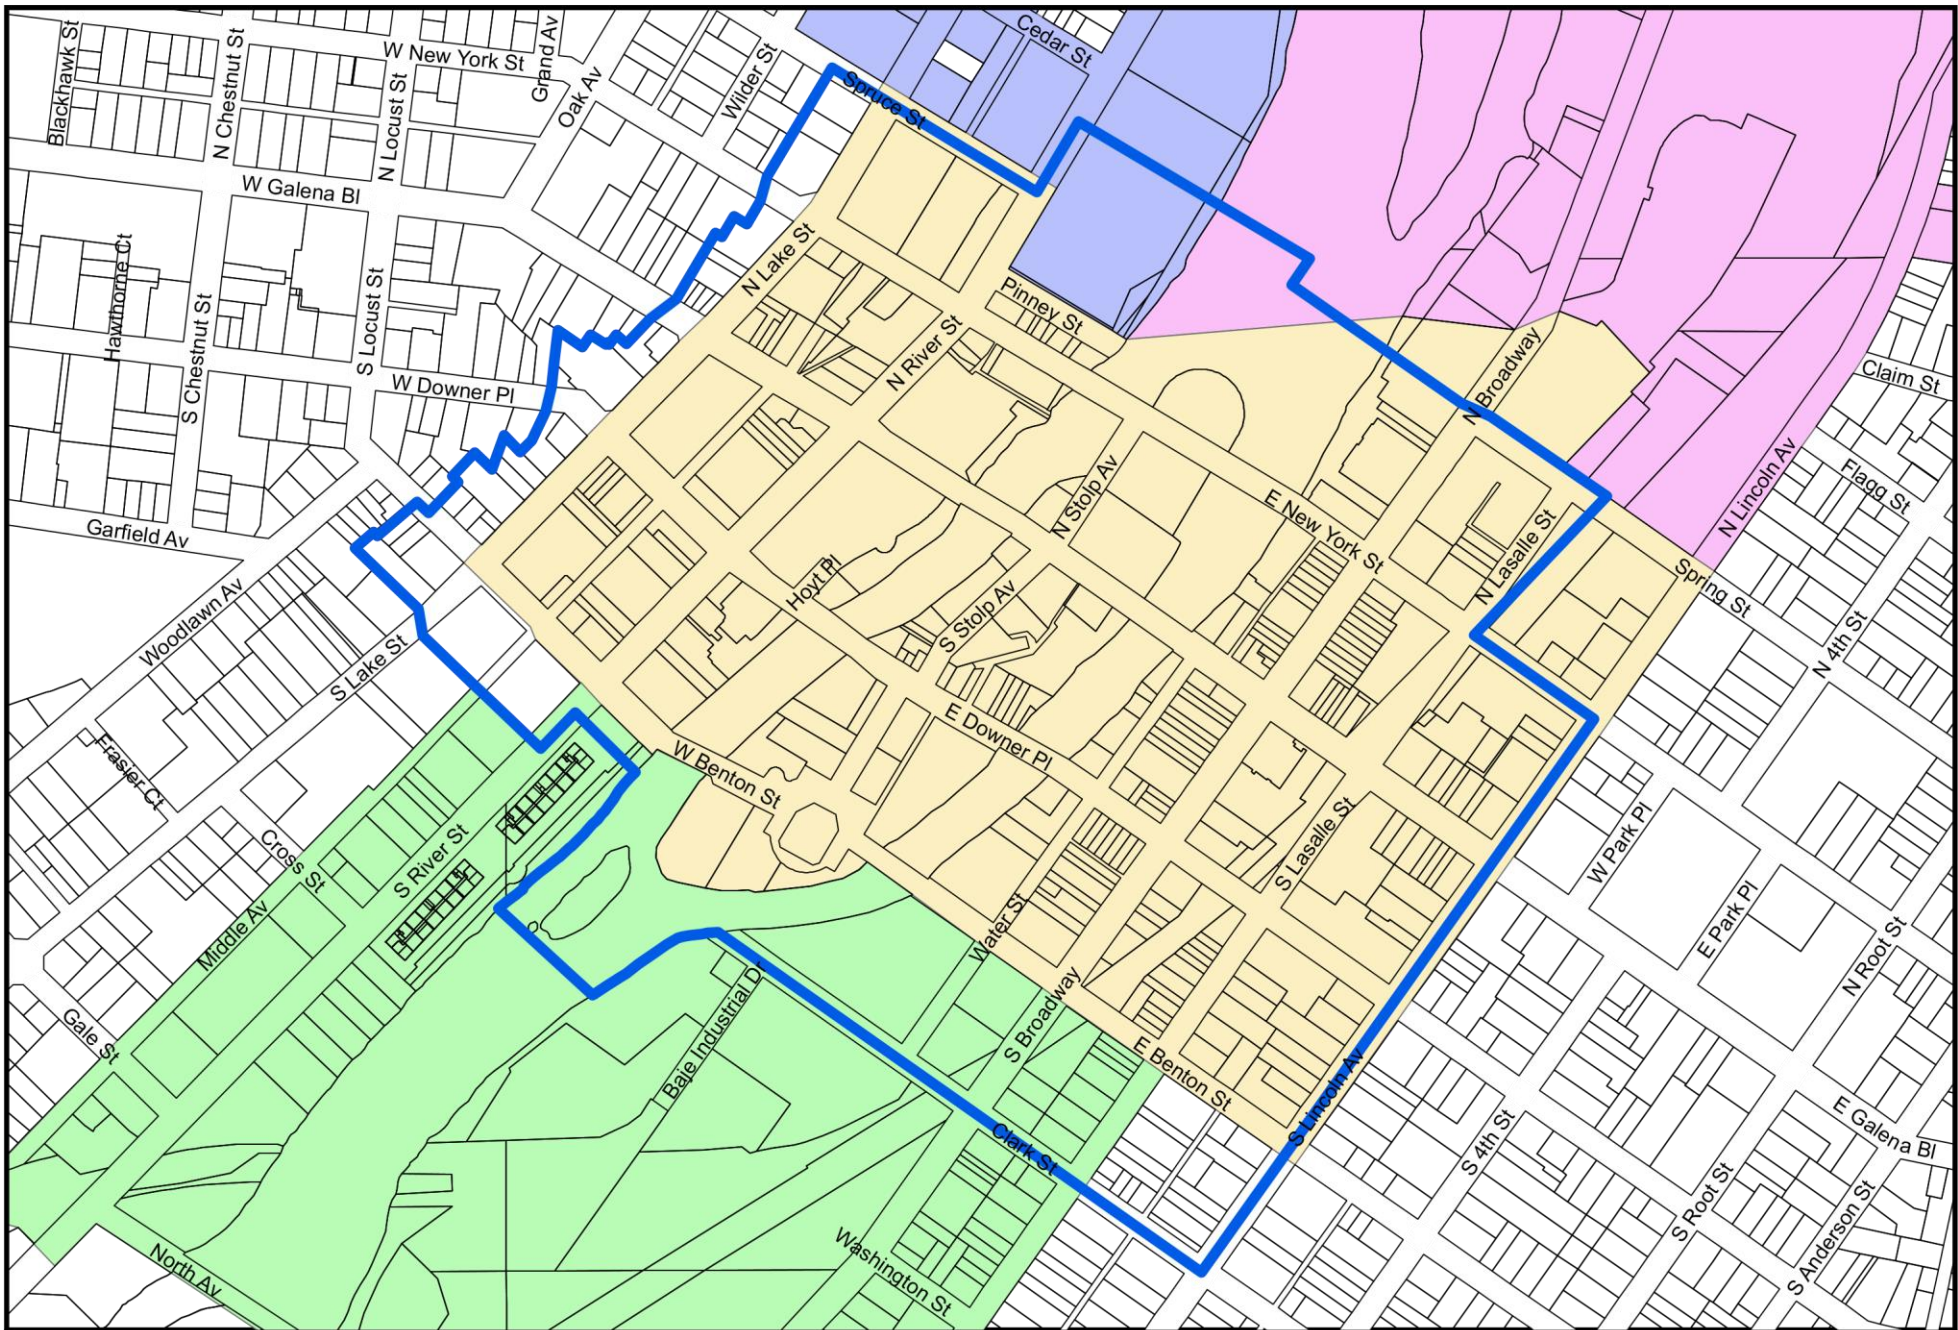 Blackhawk St
N Chestnut St
W New York St
Grand Av
Oak Av
Wilder St
Spruce St
Cedar St
N Locust St
W Galena Bl
Hawthorne Ct
S Chestnut St
S Locust St
W Downer Pl
N Lake St
N River St
Pinney St
N Broadway
Claim St
Flagg St
N Lincoln Av
N Stolp Av
E New York St
N Lasalle St
Spring St
N 4th St
Garfield Av
Woodlawn Av
S Lake St
Hoyt Pl
S Stolp Av
E Downer Pl
W Benton St
Frasier Ct
Cross St
S River St
Middle Av
Gale St
W Park Pl
E Park Pl
N Root St
S Lasalle St
Water St
S Broadway
Baje Industrial Dr
E Benton St
S Lincoln Av
Clark St
S 4th St
E Galena Bl
S Root St
S Anderson St
Washington St
North Av